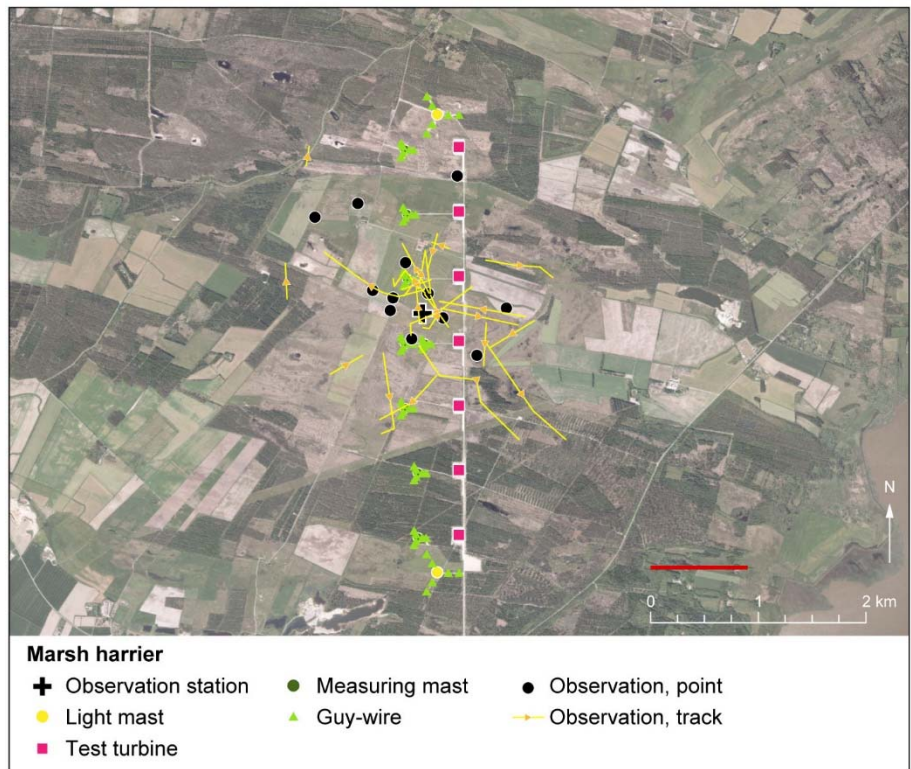 N
0 1 2 km
Marsh harrier
Observation station
Measuring mast
Observation, point
Light mast
Guy-wire
Observation, track
Test turbine